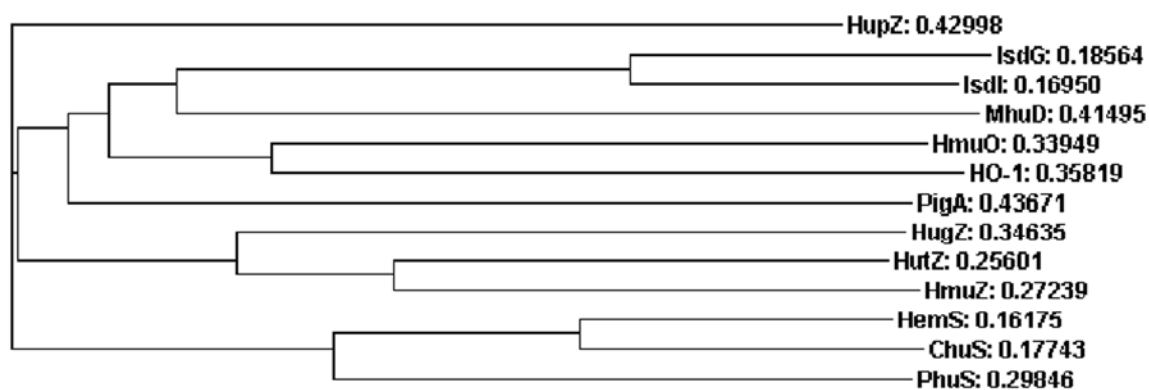 HupZ: 0.42998
IsdG: 0.18564
IsdI: 0.16950
MhuD: 0.41495
HmuO: 0.33949
HO-1: 0.35819
PigA: 0.43671
HugZ: 0.34635
HutZ: 0.25601
HmuZ: 0.27239
HemS: 0.16175
ChuS: 0.17743
PhuS: 0.29846